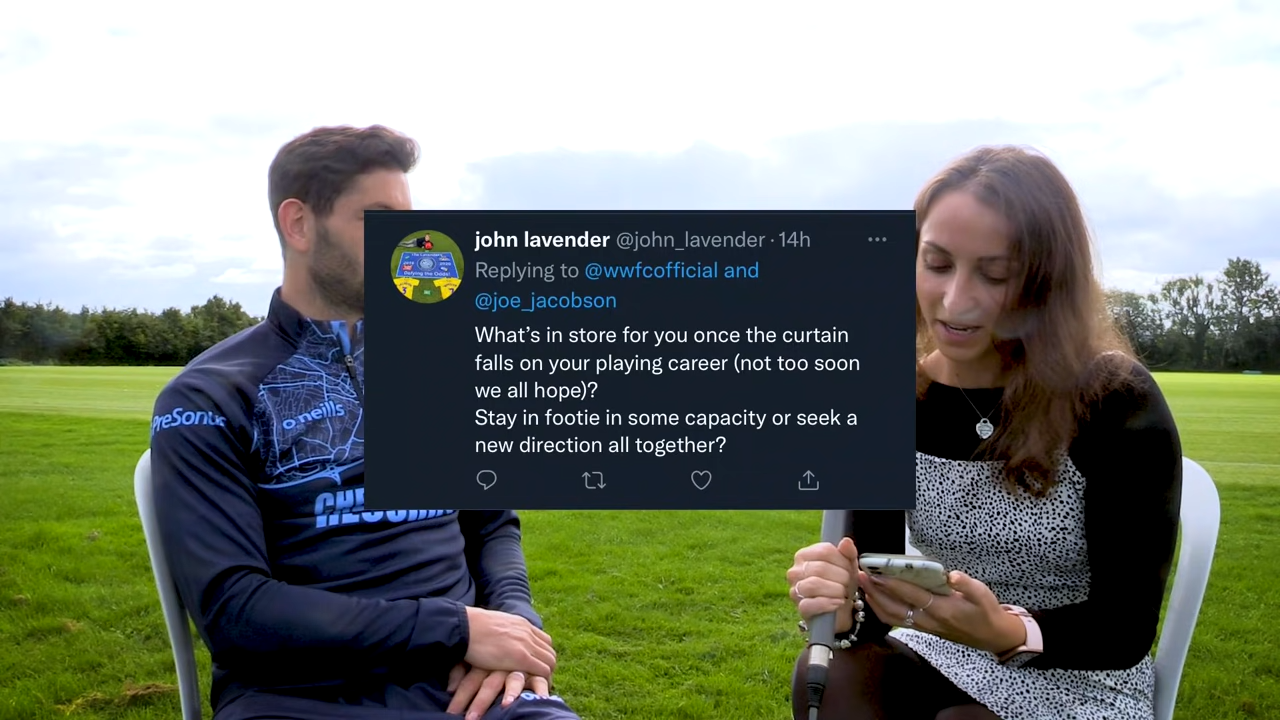 john lavender @john_lavender · 14h
Replying to @wwfcofficial and
@joe_jacobson
What's in store for you once the curtain
falls on your playing career (not too soon
we all hope)?
Stay in footie in some capacity or seek a
new direction all together?
PreSonus
o'neills